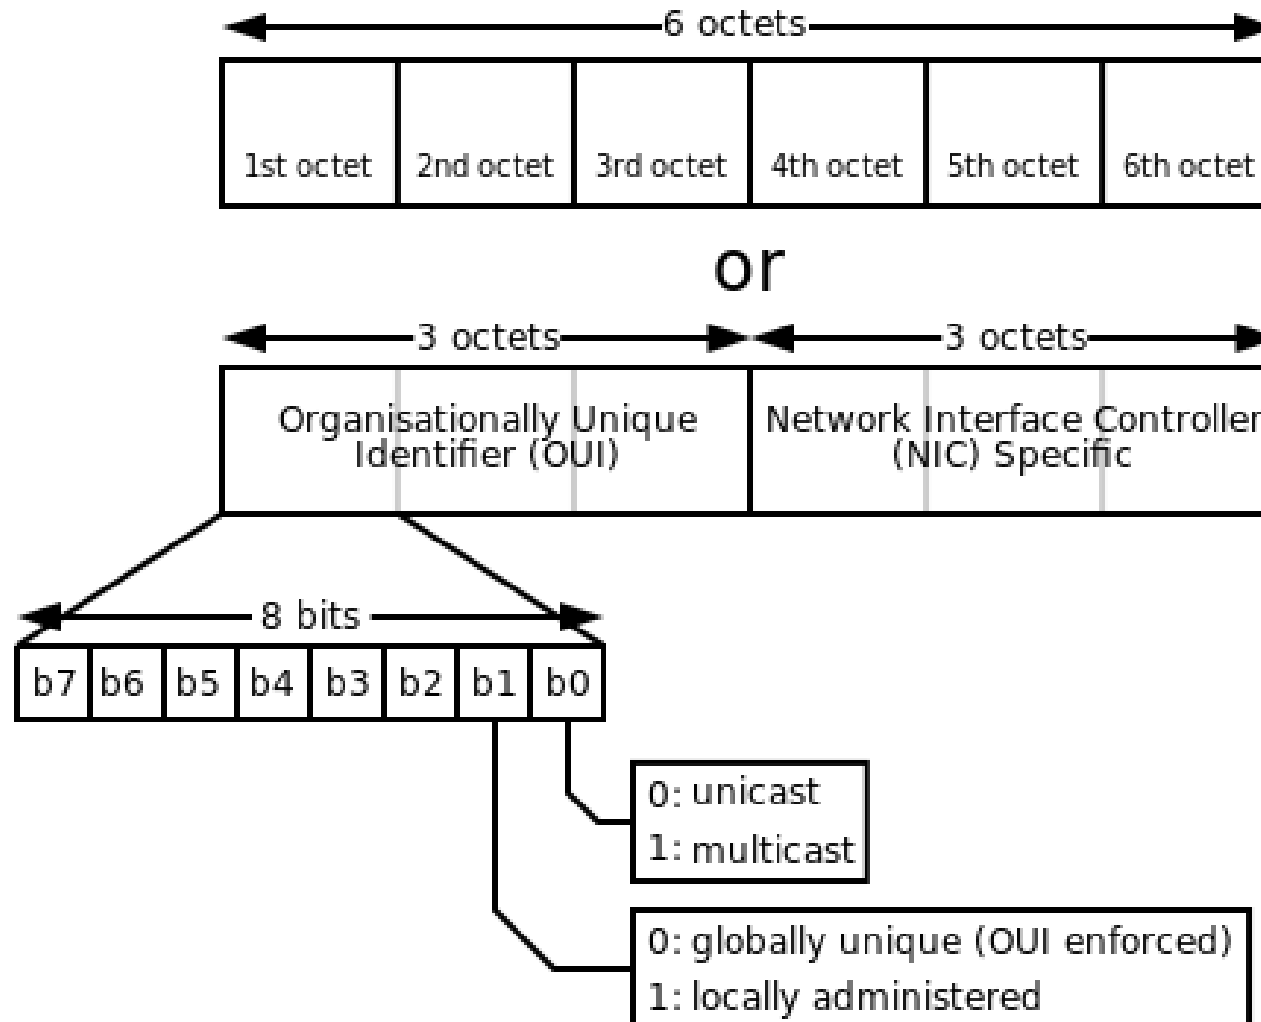 6 octets
1st octet 2nd octet 3rd octet 4th octet 5th octet 6th octet
or
3 octets 3 octets
Organisationally Unique Identifier (OUI)
Network Interface Controller (NIC) Specific
8 bits
b7 b6 b5 b4 b3 b2 b1 b0
0: unicast
1: multicast
0: globally unique (OUI enforced)
1: locally administered